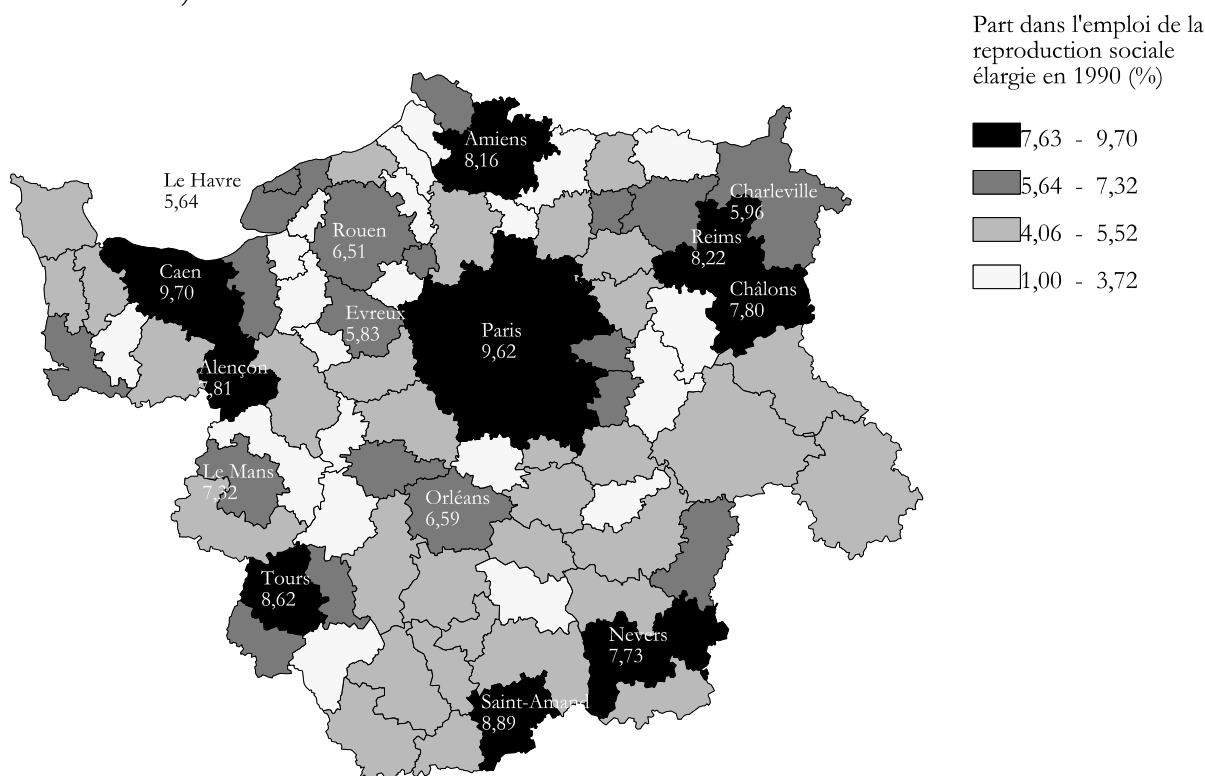 Part dans l'emploi de la
reproduction sociale
élargie en 1990 (%)
7,63 - 9,70
5,64 - 7,32
4,06 - 5,52
1,00 - 3,72
Amiens
8,16
Le Havre
5,64
Charleville
5,96
Rouen
6,51
Reims
8,22
Caen
9,70
Châlons
7,80
Evreux
5,83
Paris
9,62
Alençon
7,81
Le Mans
7,32
Orléans
6,59
Tours
8,62
Nevers
7,73
Saint-Amand
8,89